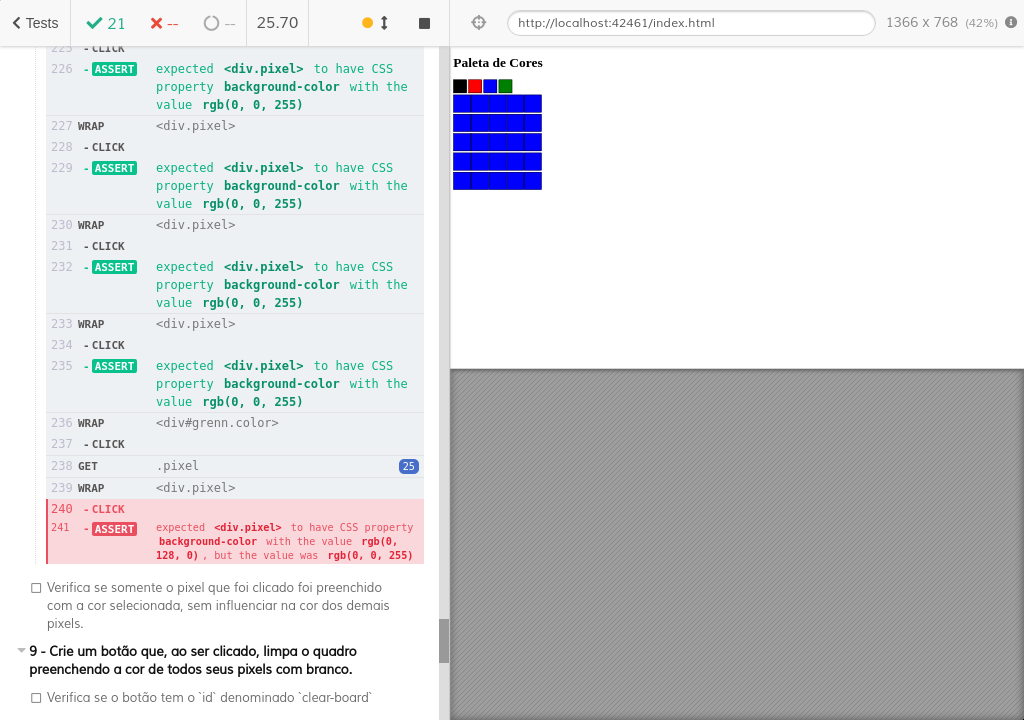 Tests
21
--
--
25.70
http://localhost:42461/index.html
1366 x 768 (42%)
225 - CLICK
226 - ASSERT expected <div.pixel> to have CSS
property background-color with the
value rgb(0, 0, 255)
227 WRAP <div.pixel>
228 - CLICK
229 - ASSERT expected <div.pixel> to have CSS
property background-color with the
value rgb(0, 0, 255)
230 WRAP <div.pixel>
231 - CLICK
232 - ASSERT expected <div.pixel> to have CSS
property background-color with the
value rgb(0, 0, 255)
233 WRAP <div.pixel>
234 - CLICK
235 - ASSERT expected <div.pixel> to have CSS
property background-color with the
value rgb(0, 0, 255)
236 WRAP <div#grenn.color>
237 - CLICK
238 GET .pixel 25
239 WRAP <div.pixel>
240 - CLICK
241 - ASSERT expected <div.pixel> to have CSS property
background-color with the value rgb(0,
128, 0), but the value was rgb(0, 0, 255)
Verifica se somente o pixel que foi clicado foi preenchido
com a cor selecionada, sem influenciar na cor dos demais
pixels.
9 - Crie um botão que, ao ser clicado, limpa o quadro
preenchendo a cor de todos seus pixels com branco.
Verifica se o botão tem o `id` denominado `clear-board`
Paleta de Cores